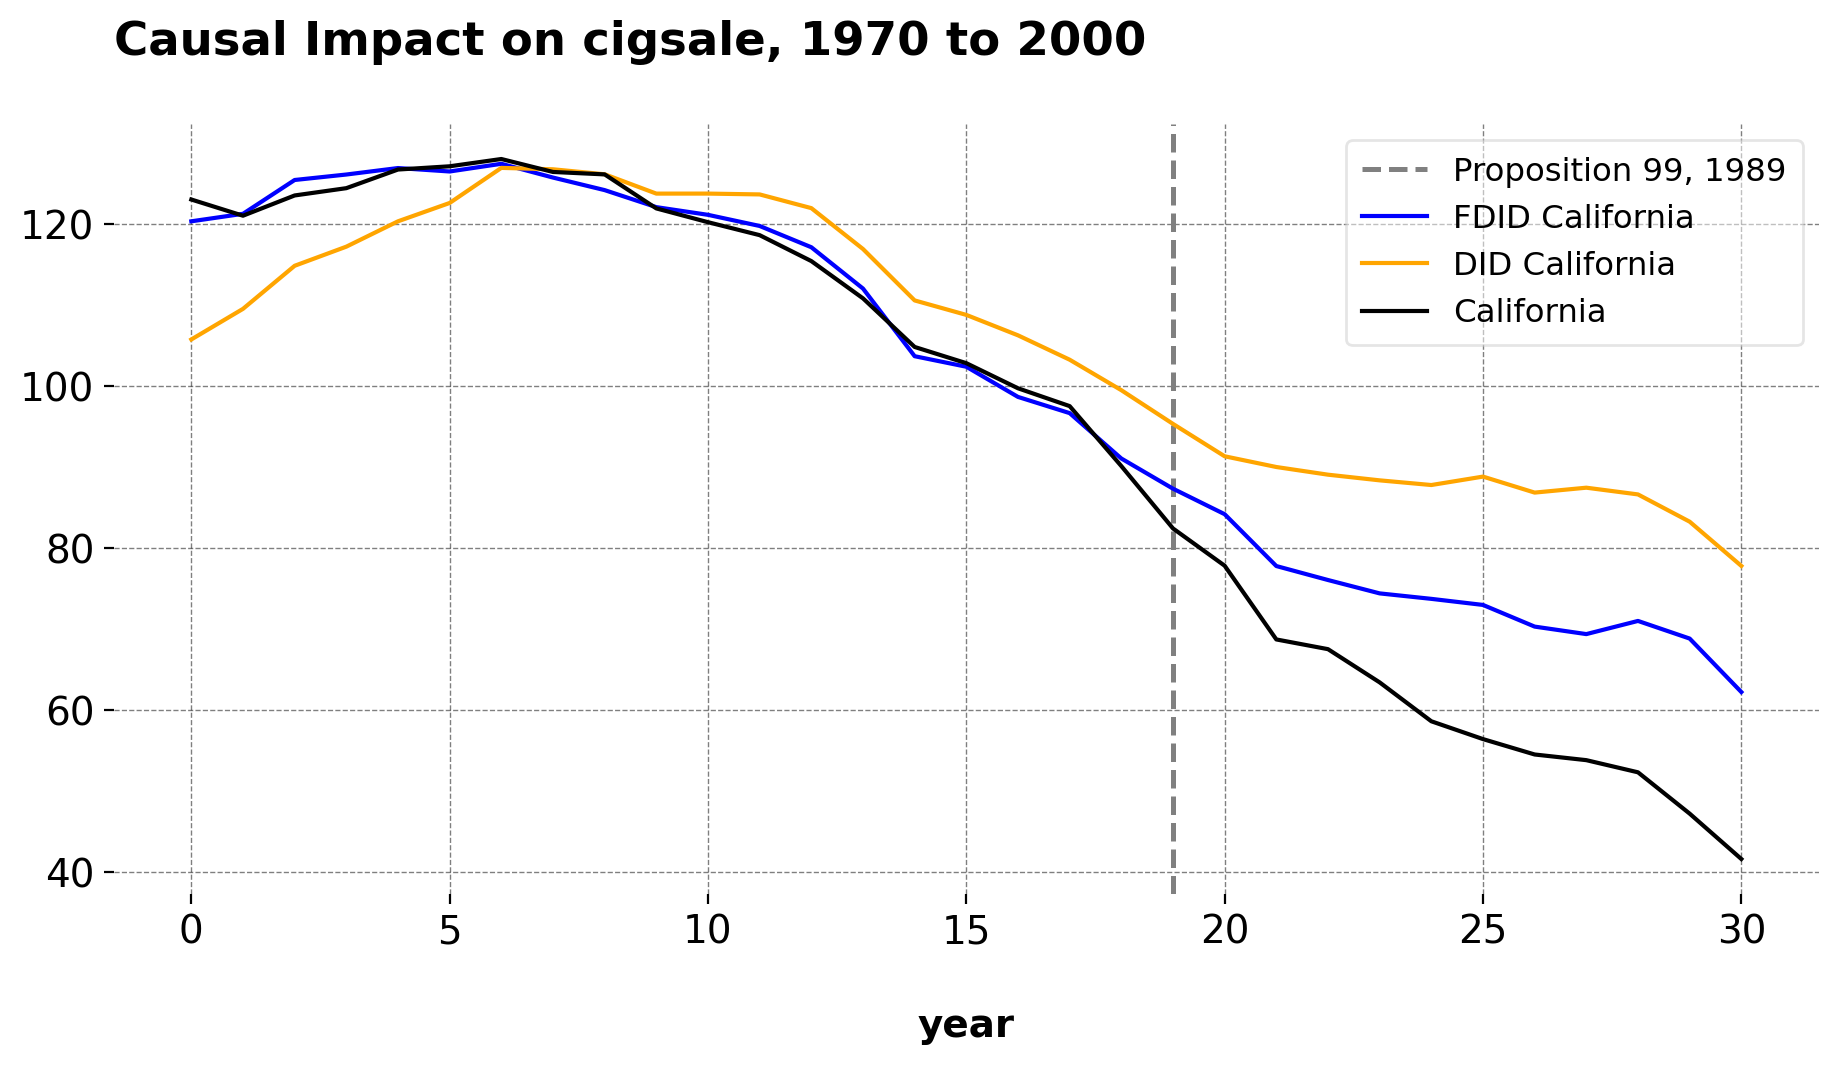 Causal Impact on cigsale, 1970 to 2000
Proposition 99, 1989
FDID California
DID California
California
120
100
80
60
40
0 5 10 15 20 25 30
year